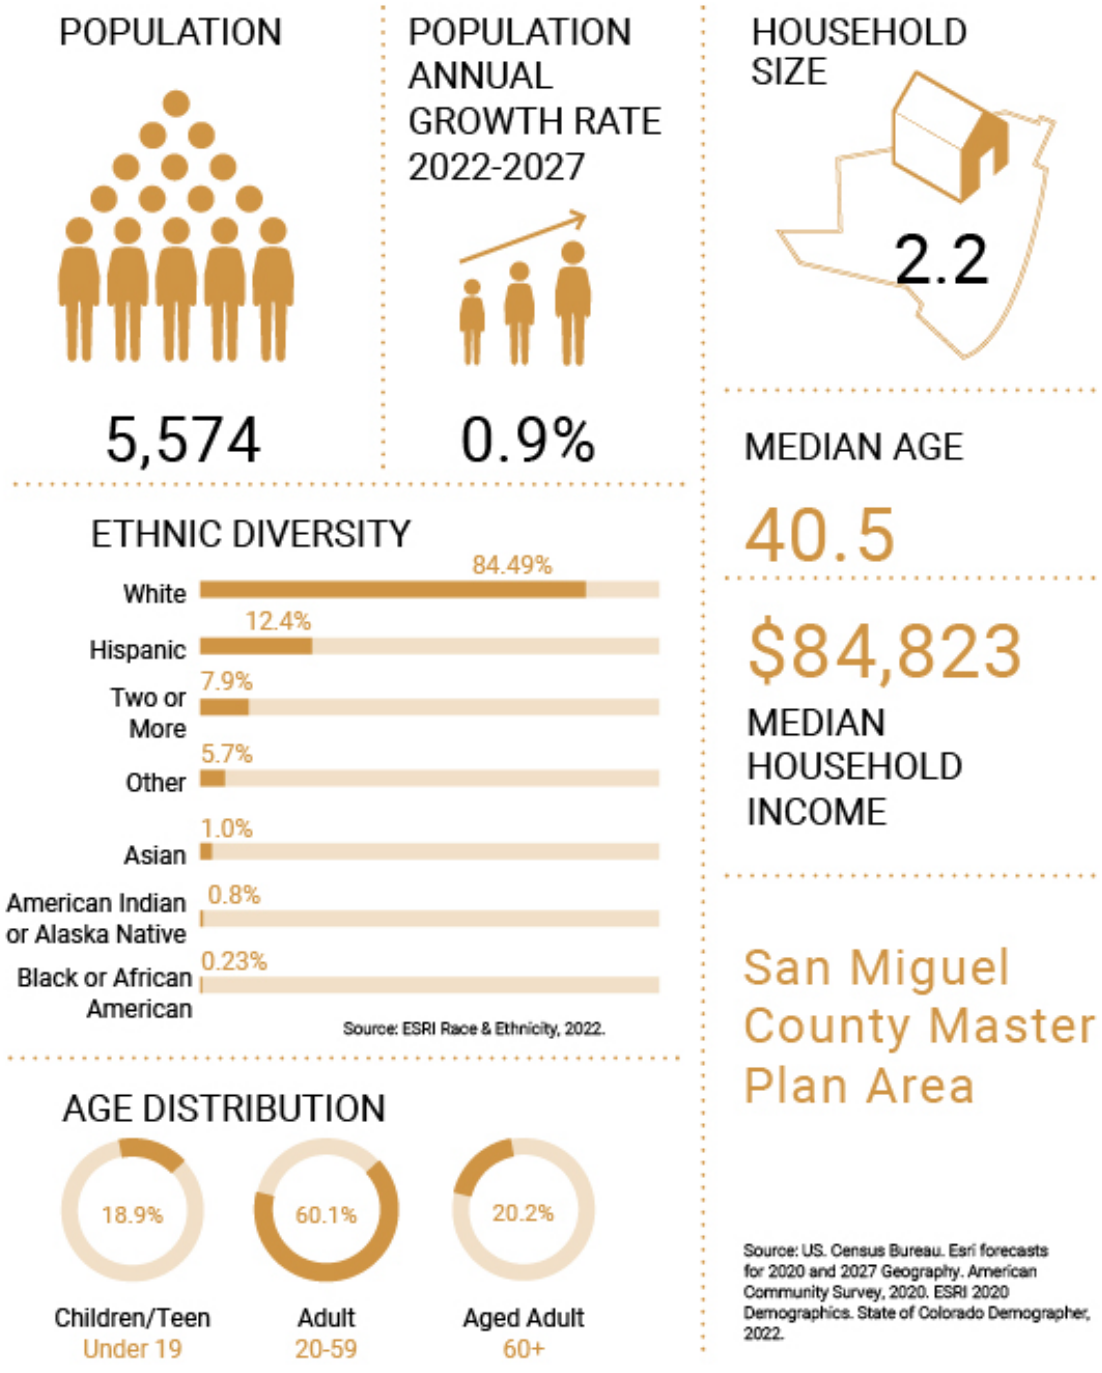 POPULATION
5,574
POPULATION
ANNUAL
GROWTH RATE
2022-2027
0.9%
HOUSEHOLD
SIZE
2.2
MEDIAN AGE
40.5
$84,823
MEDIAN
HOUSEHOLD
INCOME
ETHNIC DIVERSITY
84.49%
White
12.4%
Hispanic
7.9%
Two or
More
5.7%
Other
1.0%
Asian
0.8%
American Indian
or Alaska Native
0.23%
Black or African
American
Source: ESRI Race & Ethnicity, 2022.
AGE DISTRIBUTION
18.9%
Children/Teen
Under 19
60.1%
Adult
20-59
20.2%
Aged Adult
60+
San Miguel
County Master
Plan Area
Source: US. Census Bureau. Esri forecasts
for 2020 and 2027 Geography. American
Community Survey, 2020. ESRI 2020
Demographics. State of Colorado Demographer,
2022.